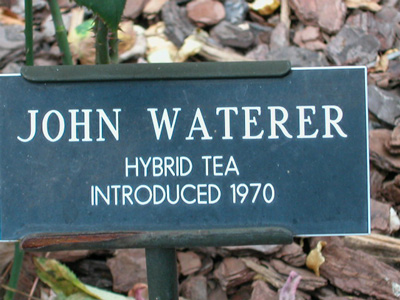 JOHN WATERER
HYBRID TEA
INTRODUCED 1970